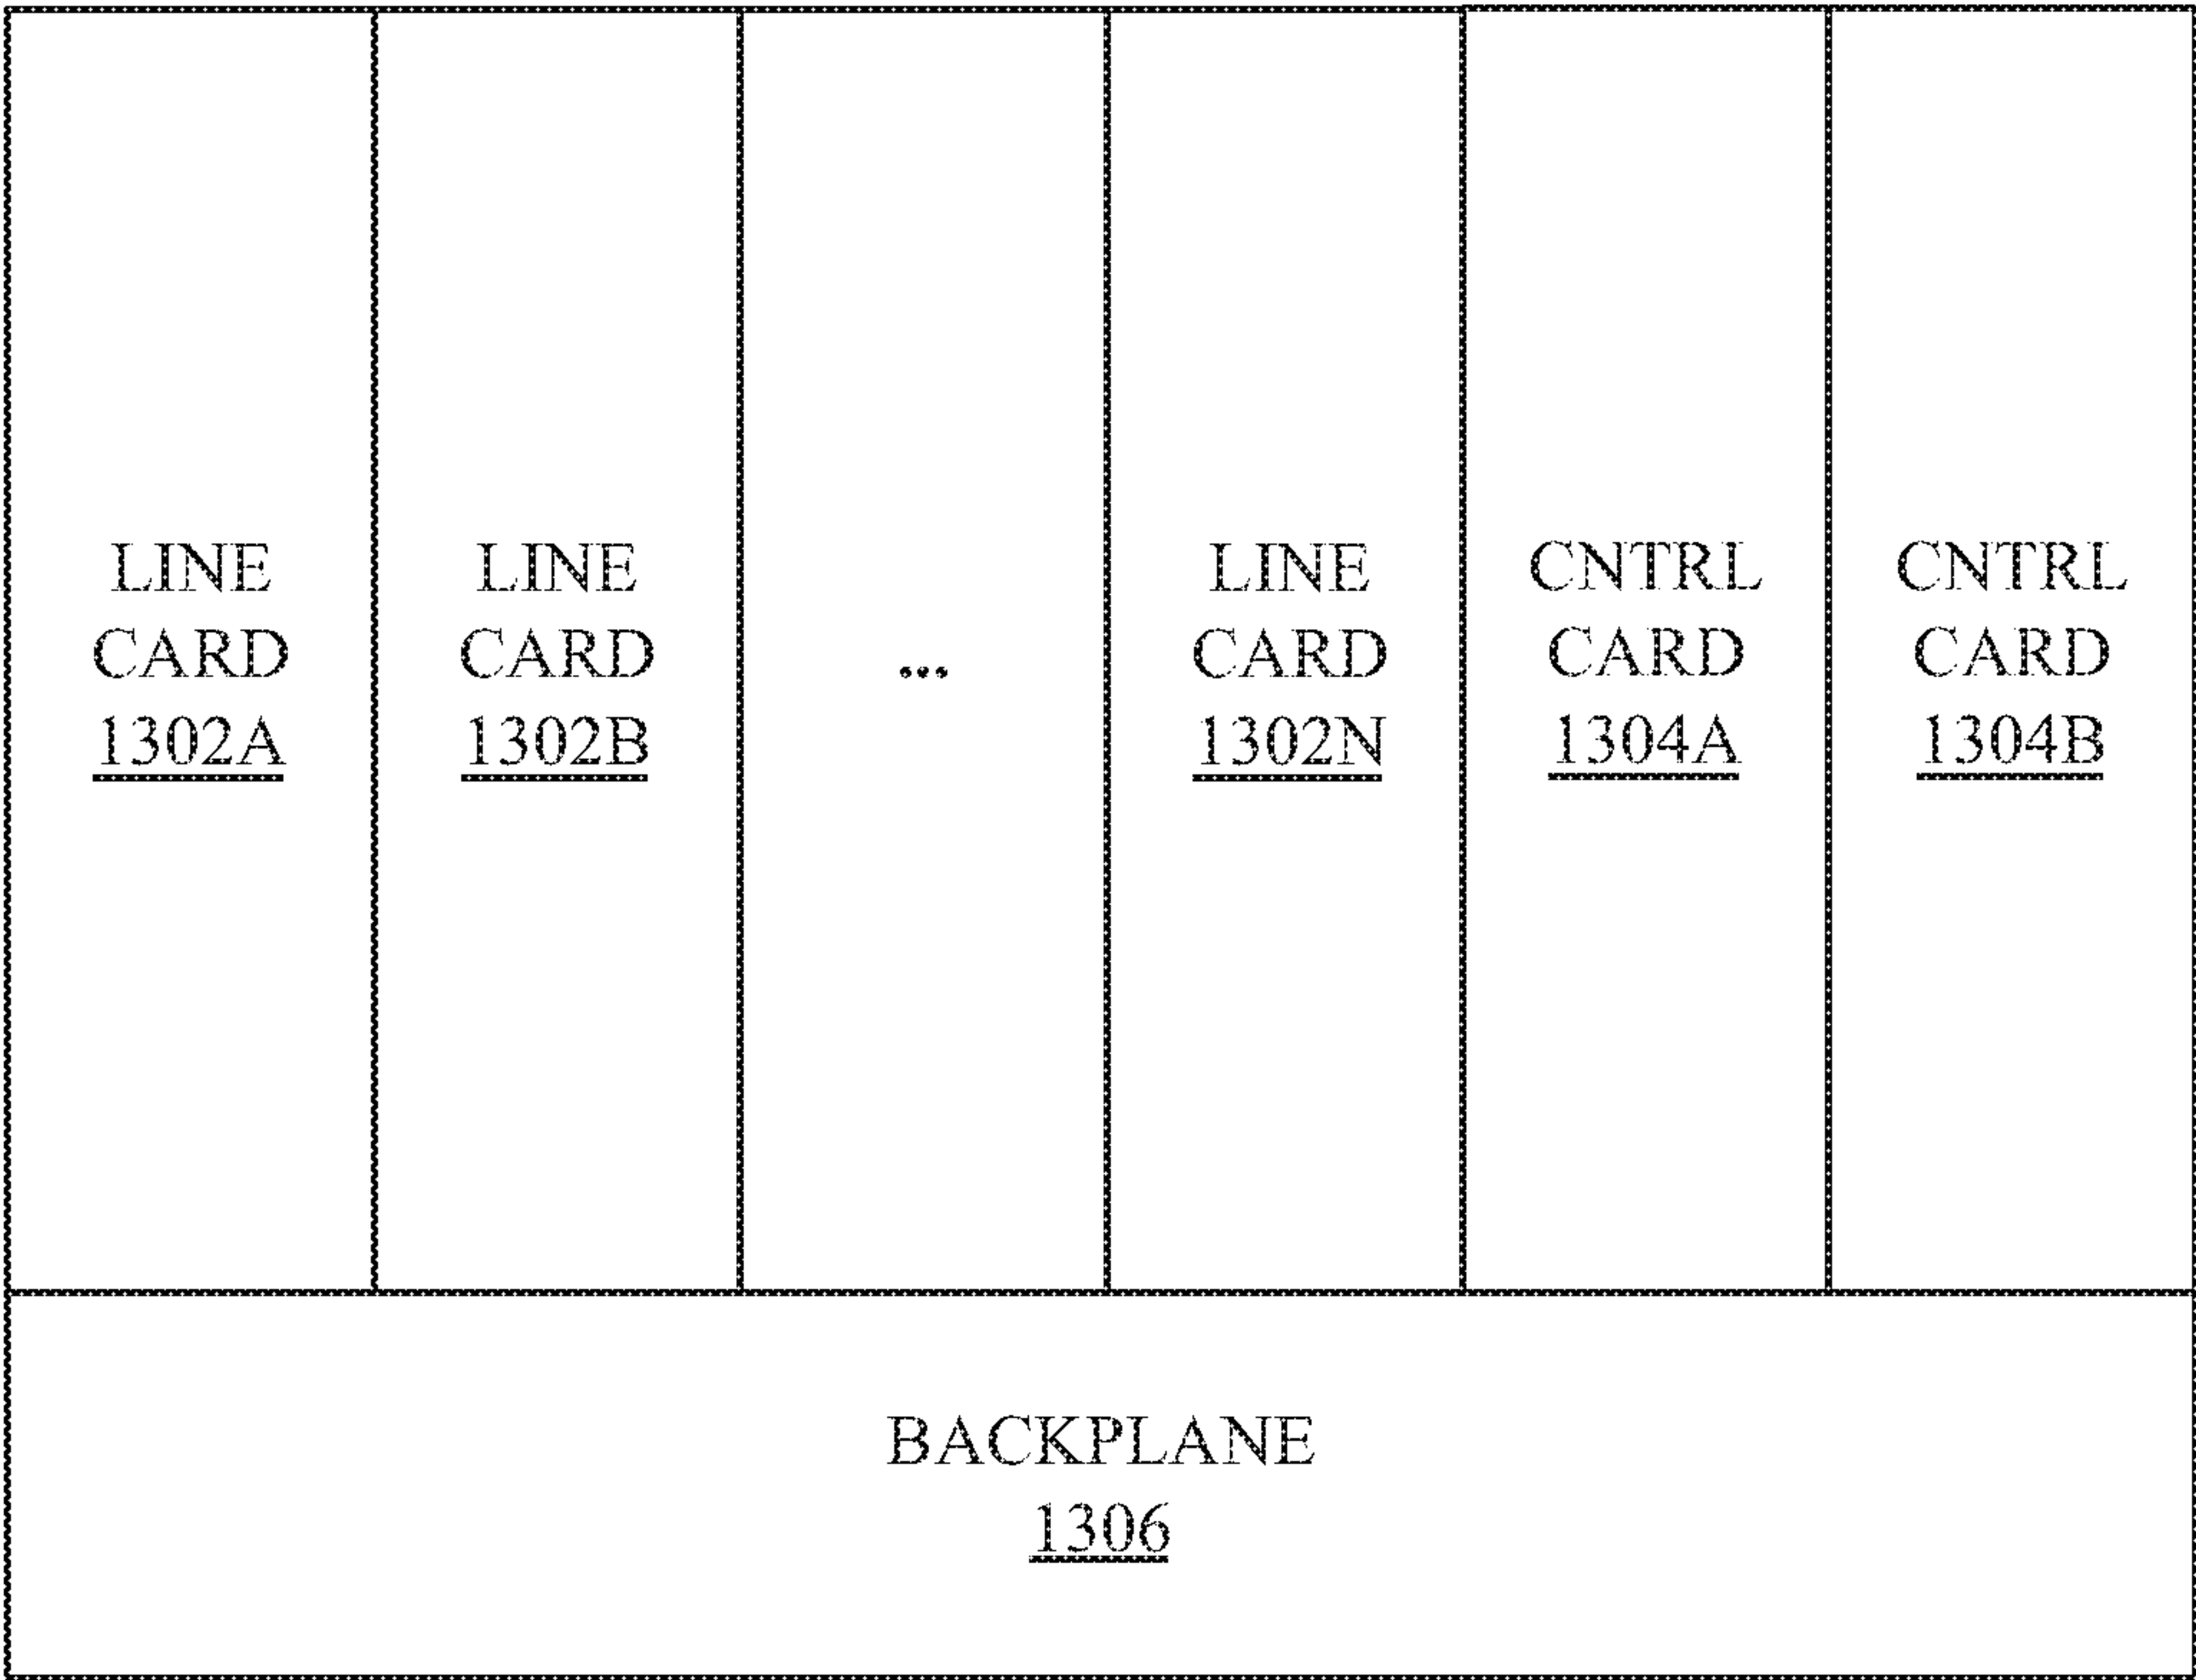 LINE
CARD
1302A
LINE
CARD
1302B
...
LINE
CARD
1302N
CNTRL
CARD
1304A
CNTRL
CARD
1304B
BACKPLANE
1306